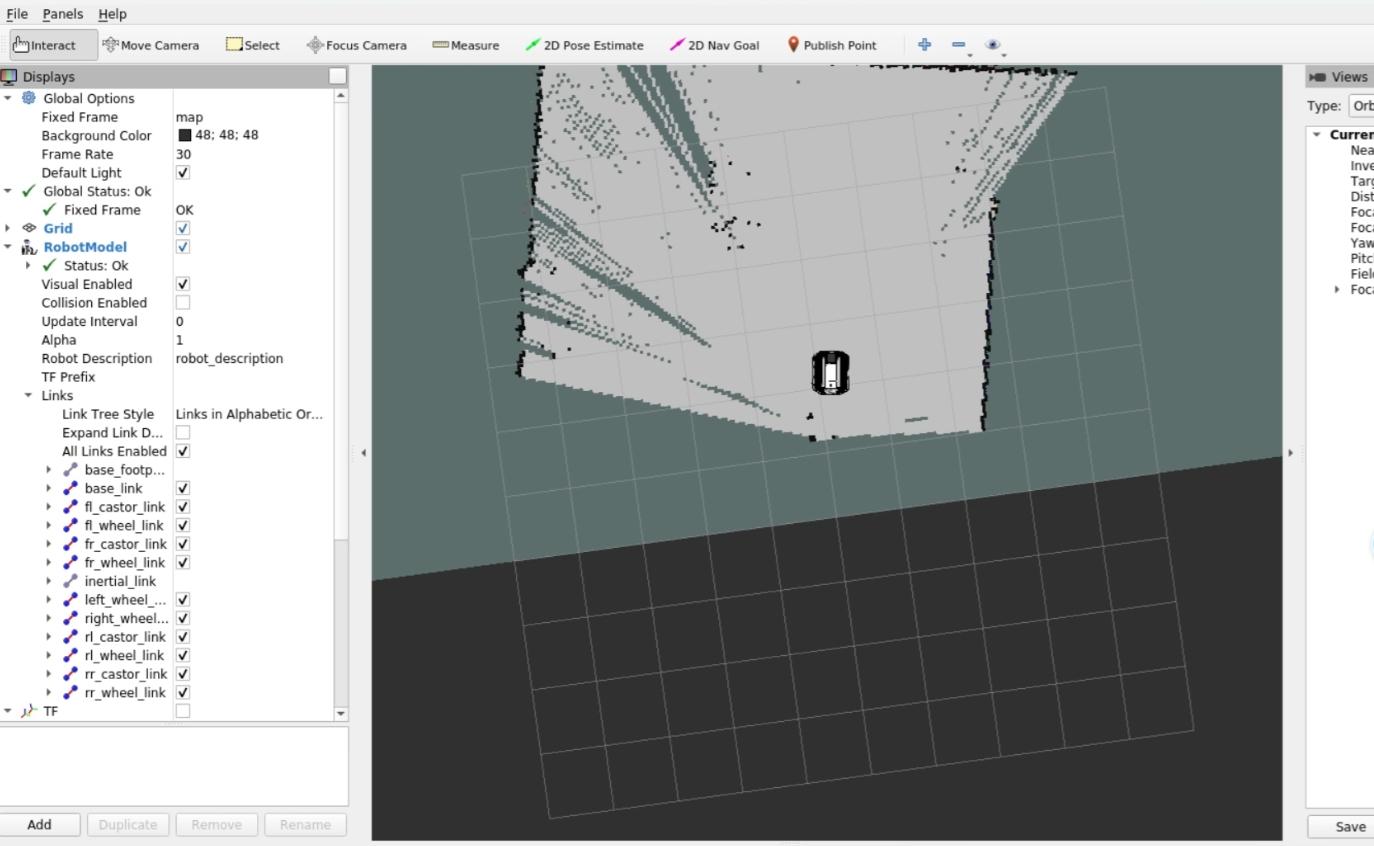 File Panels Help
Interact Move Camera Select Focus Camera Measure 2D Pose Estimate 2D Nav Goal Publish Point
Displays
Global Options
Fixed Frame map
Background Color 48; 48; 48
Frame Rate 30
Default Light
Global Status: Ok
Fixed Frame OK
Grid
RobotModel
Status: Ok
Visual Enabled
Collision Enabled
Update Interval 0
Alpha 1
Robot Description robot_description
TF Prefix
Links
Link Tree Style Links in Alphabetic Or...
Expand Link D...
All Links Enabled
base_footp...
base_link
fl_castor_link
fl_wheel_link
fr_castor_link
fr_wheel_link
inertial_link
left_wheel_...
right_wheel...
rl_castor_link
rl_wheel_link
rr_castor_link
rr_wheel_link
TF
Add Duplicate Remove Rename
Views
Type: Orb
Curren
Nea
Inve
Targ
Dist
Foca
Foca
Yaw
Pitch
Field
Foca
Save